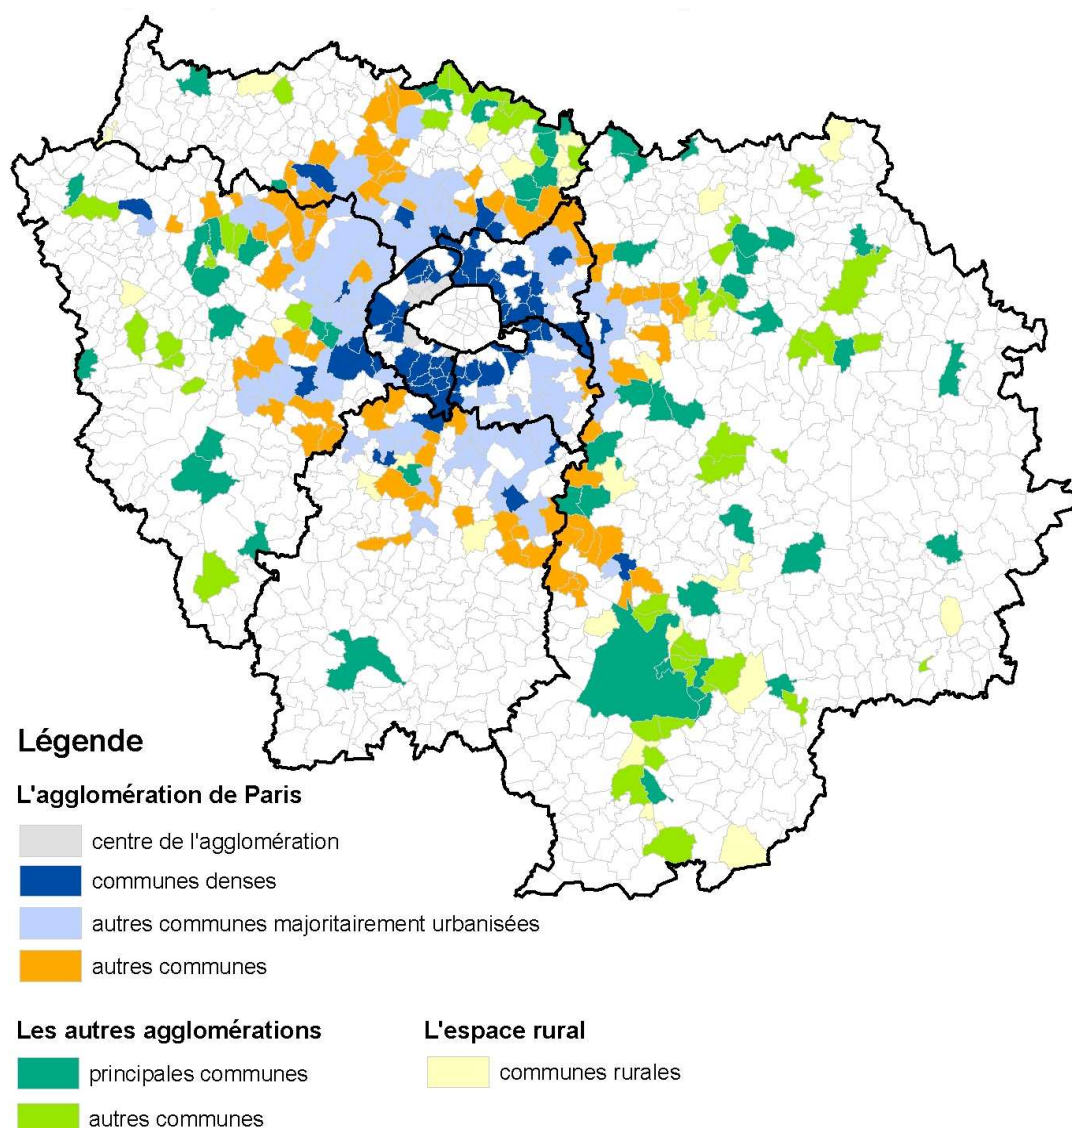 Légende
L'agglomération de Paris
centre de l'agglomération
communes denses
autres communes majoritairement urbanisées
autres communes
Les autres agglomérations
principales communes
autres communes
L'espace rural
communes rurales